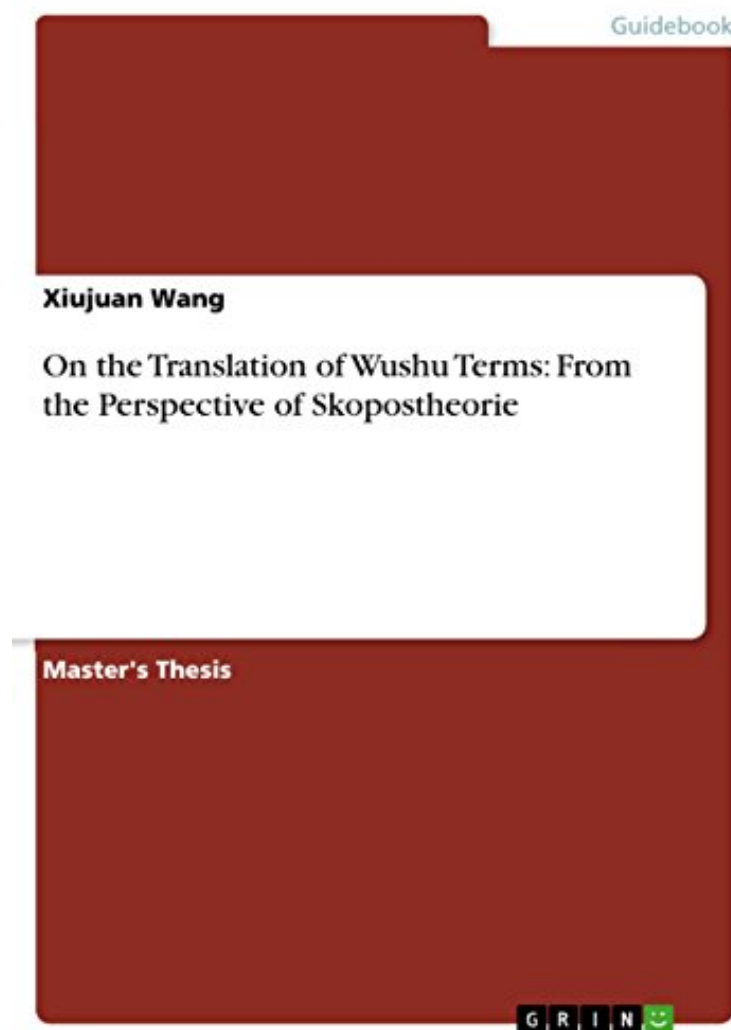 Guidebook
Xiujuan Wang
On the Translation of Wushu Terms: From
the Perspective of Skopostheorie
Master's Thesis
GRIN